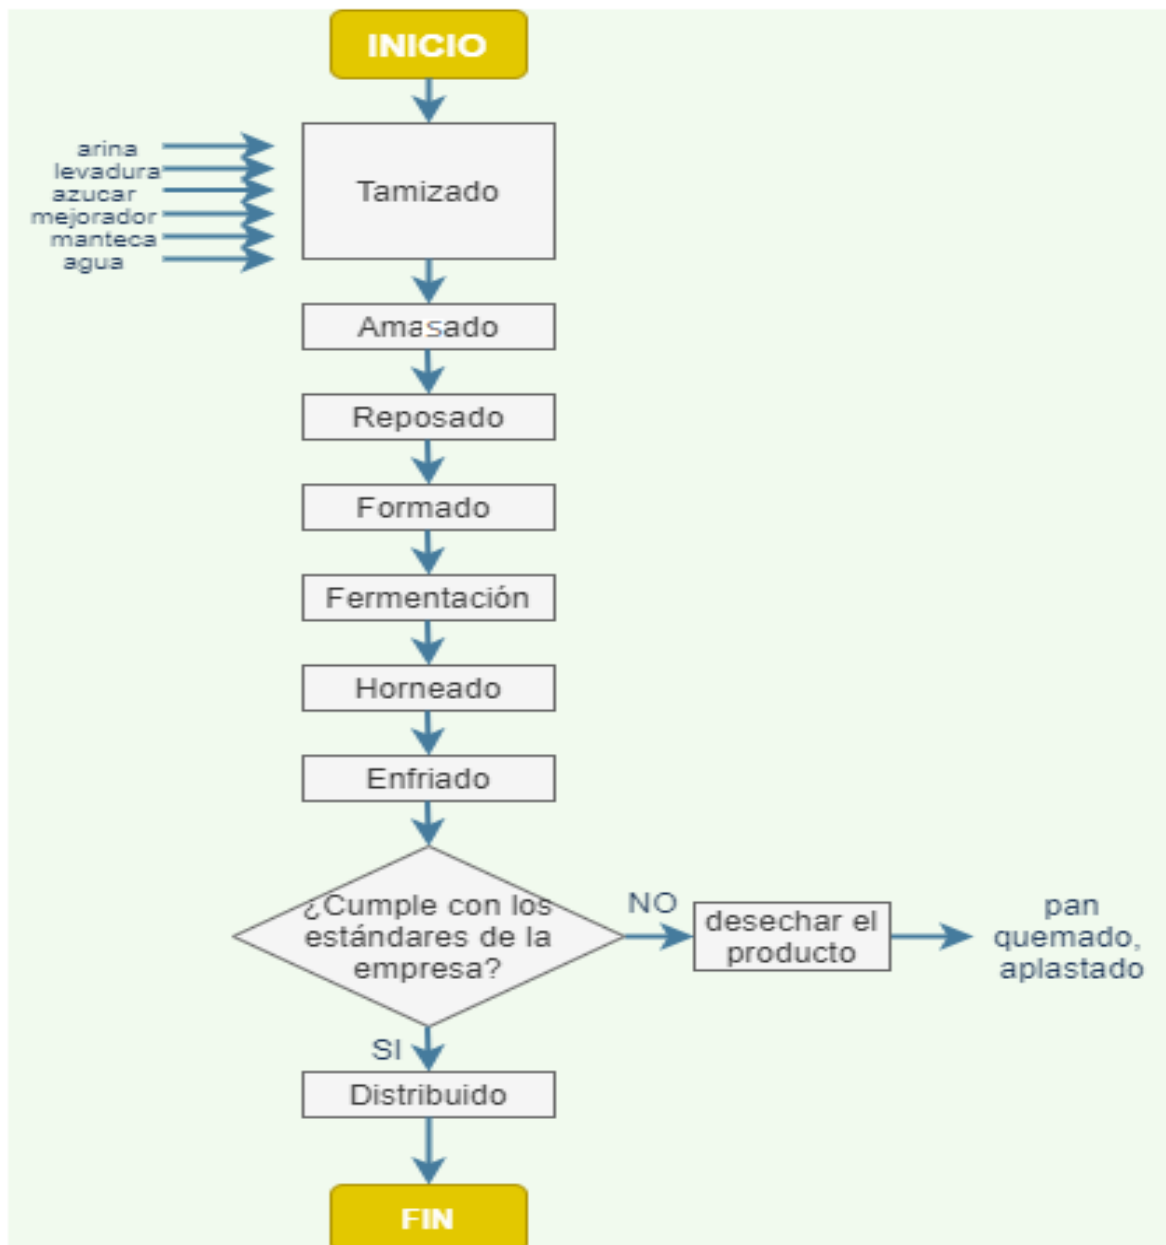 INICIO
arina
levadura
azucar
mejorador
manteca
agua
Tamizado
Amasado
Reposado
Formado
Fermentación
Horneado
Enfriado
¿Cumple con los
estándares de la
empresa?
NO
desechar el
producto
pan
quemado,
aplastado
SI
Distribuido
FIN